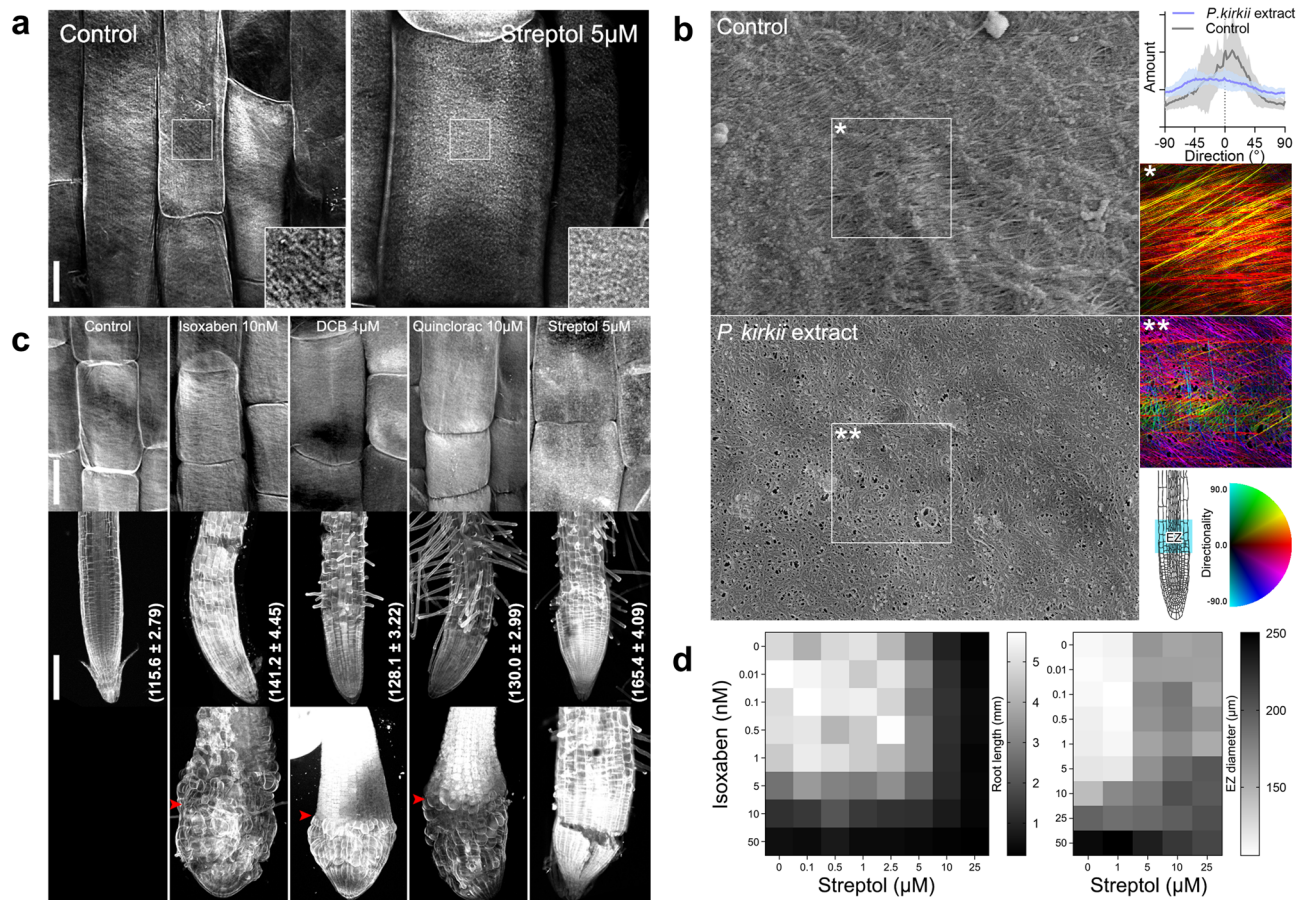 a
Control
Streptol 5µM
b
Control
*
P. kirkii extract
**
P.kirkii extract
Control
Amount
-90 -45 0 45 90
Direction (°)
*
**
EZ
Directionality
90.0
0.0
-90.0
c
Control
Isoxaben 10nM
DCB 1µM
Quinclorac 10µM
Streptol 5µM
(115.6 ± 2.79)
(141.2 ± 4.45)
(128.1 ± 3.22)
(130.0 ± 2.99)
(165.4 ± 4.09)
d
Isoxaben (nM)
0
0.01
0.1
0.5
1
5
10
50
0 0.1 0.5 1 2.5 5 10 25
Streptol (µM)
5
4
3
2
1
Root length (mm)
0
0.01
0.1
0.5
1
5
10
25
50
0 1 5 10 25
Streptol (µM)
250
200
150
EZ diameter (µm)